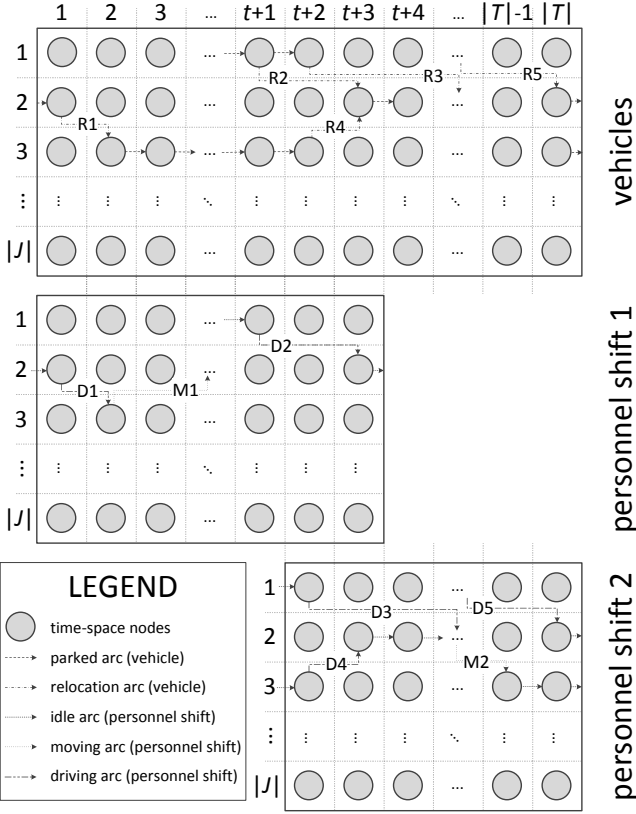 1 2 3 ... t+1 t+2 t+3 t+4 ... |T|-1 |T|
1 ... ...
R2 R3 R5
2 ... ...
R1 R4
3 ... ...
⋮ ⋮ ⋮ ⋮ ⋱ ⋮ ⋮ ⋮ ⋮ ⋱ ⋮ ⋮
|J| ... ...
vehicles
1 ...
D2
2 ...
D1 M1
3 ...
⋮ ⋮ ⋮ ⋮ ⋱ ⋮ ⋮ ⋮
|J| ...
personnel shift 1
1 ...
D3 D5
2 ...
D4 M2
3 ...
⋮ ⋮ ⋮ ⋮ ⋱ ⋮ ⋮
|J| ...
personnel shift 2
LEGEND
time-space nodes
parked arc (vehicle)
relocation arc (vehicle)
idle arc (personnel shift)
moving arc (personnel shift)
driving arc (personnel shift)